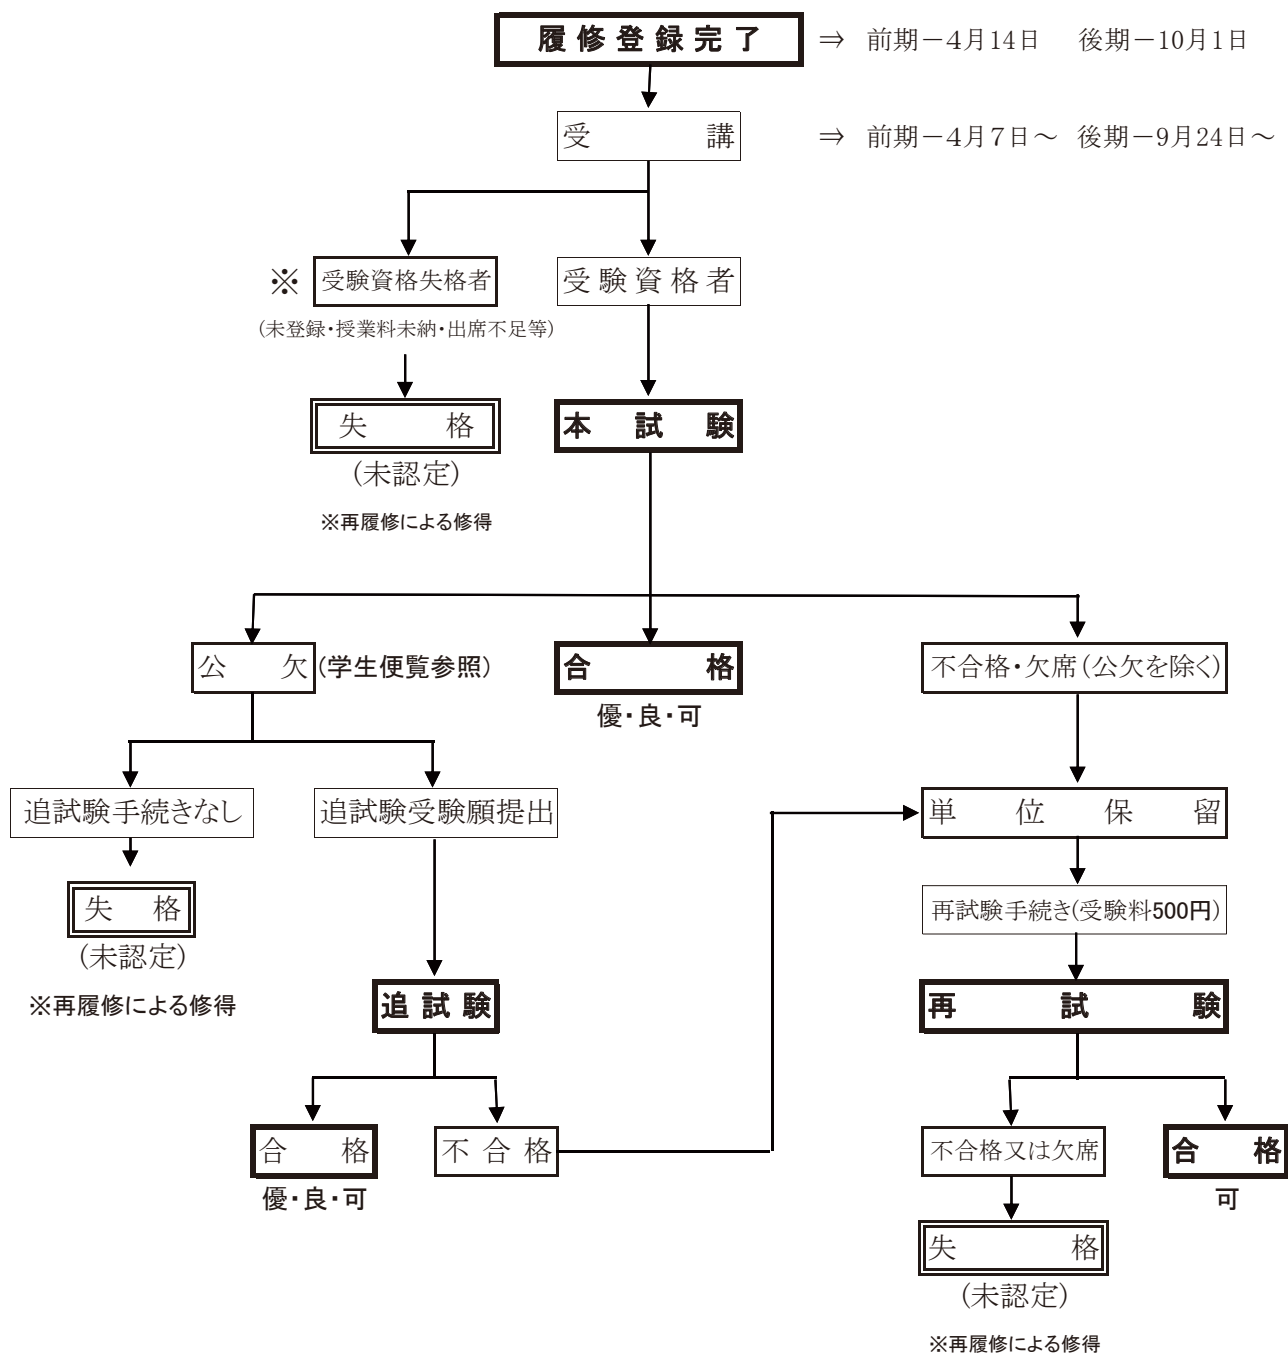 履修登録完了 ⇒ 前期－4月14日 後期－10月1日
受講 ⇒ 前期－4月7日～ 後期－9月24日～
※ 受験資格失格者 受験資格者
(未登録・授業料未納・出席不足等)
失格 本試験
(未認定)
※再履修による修得
公欠(学生便覧参照) 合格 不合格・欠席(公欠を除く)
優・良・可
追試験手続きなし 追試験受験願提出 単位保留
失格 再試験手続き(受験料500円)
(未認定)
※再履修による修得 追試験 再試験
合格 不合格 不合格又は欠席 合格
優・良・可 可
失格
(未認定)
※再履修による修得